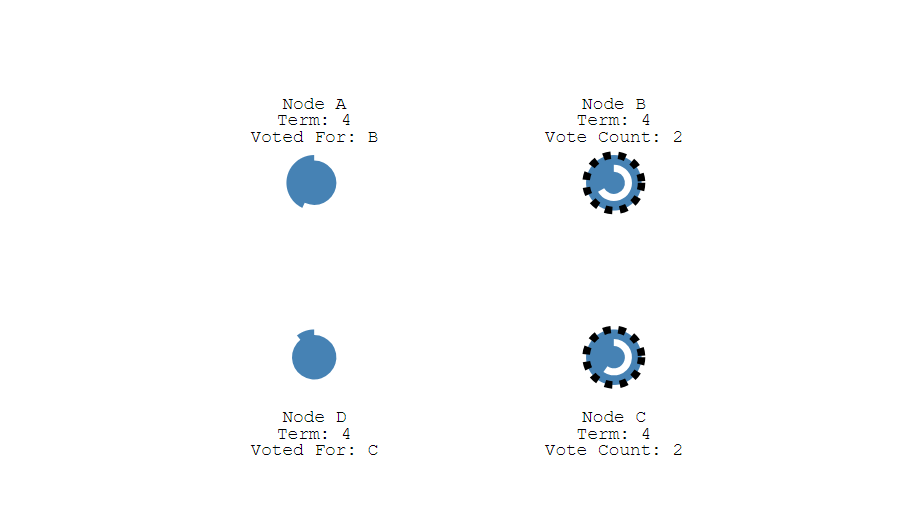 Node A
Term: 4
Voted For: B
Node B
Term: 4
Vote Count: 2
Node D
Term: 4
Voted For: C
Node C
Term: 4
Vote Count: 2